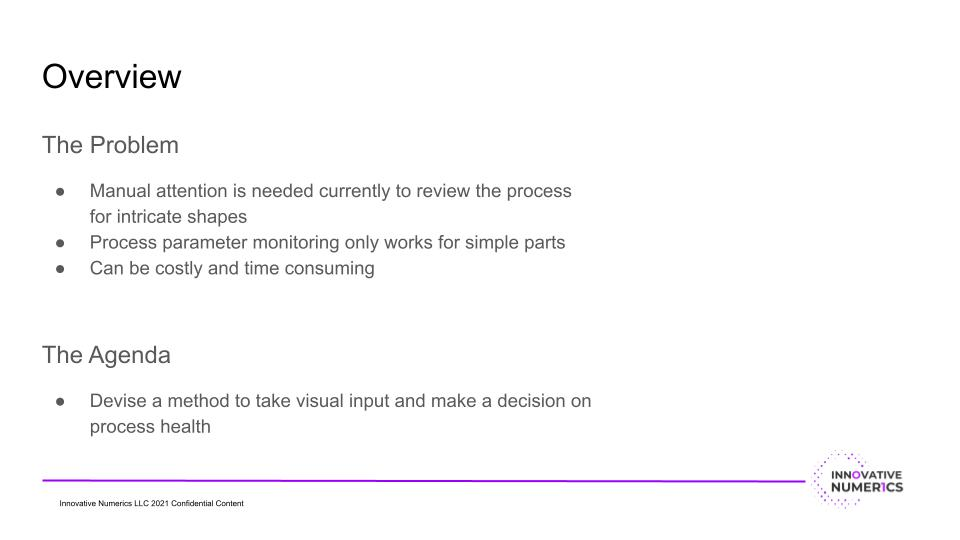 Overview
The Problem
● Manual attention is needed currently to review the process
for intricate shapes
● Process parameter monitoring only works for simple parts
● Can be costly and time consuming
The Agenda
● Devise a method to take visual input and make a decision on
process health
INNOVATIVE
NUMER1CS
Innovative Numerics LLC 2021 Confidential Content